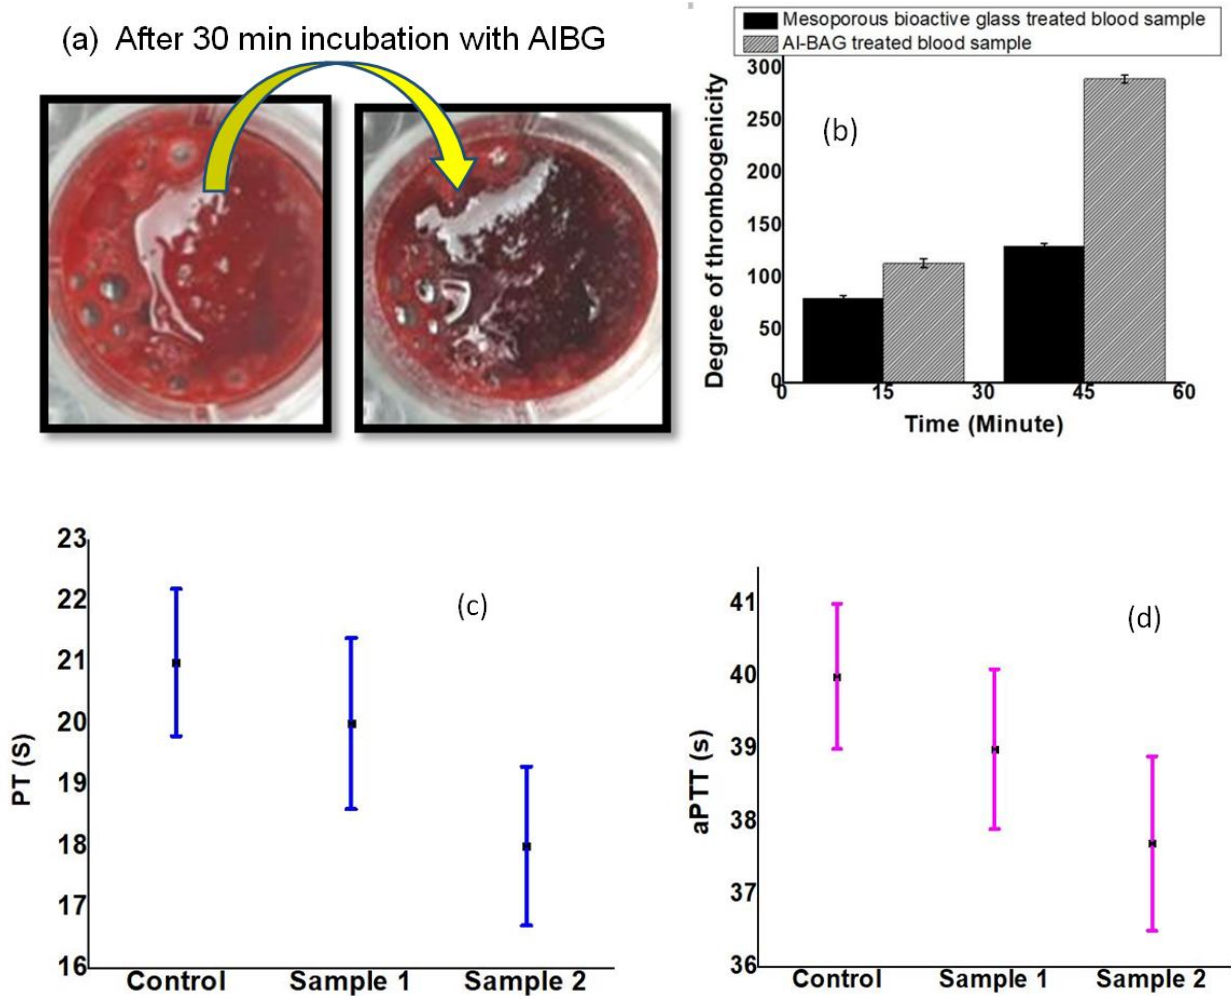 (a) After 30 min incubation with AIBG
Mesoporous bioactive glass treated blood sample
Al-BAG treated blood sample
Degree of thrombogenicity
300
250
200
150
100
50
0
(b)
0 15 30 45 60
Time (Minute)
PT (S)
23
22
21
20
19
18
17
16
(c)
Control Sample 1 Sample 2
aPTT (s)
41
40
39
38
37
36
(d)
Control Sample 1 Sample 2